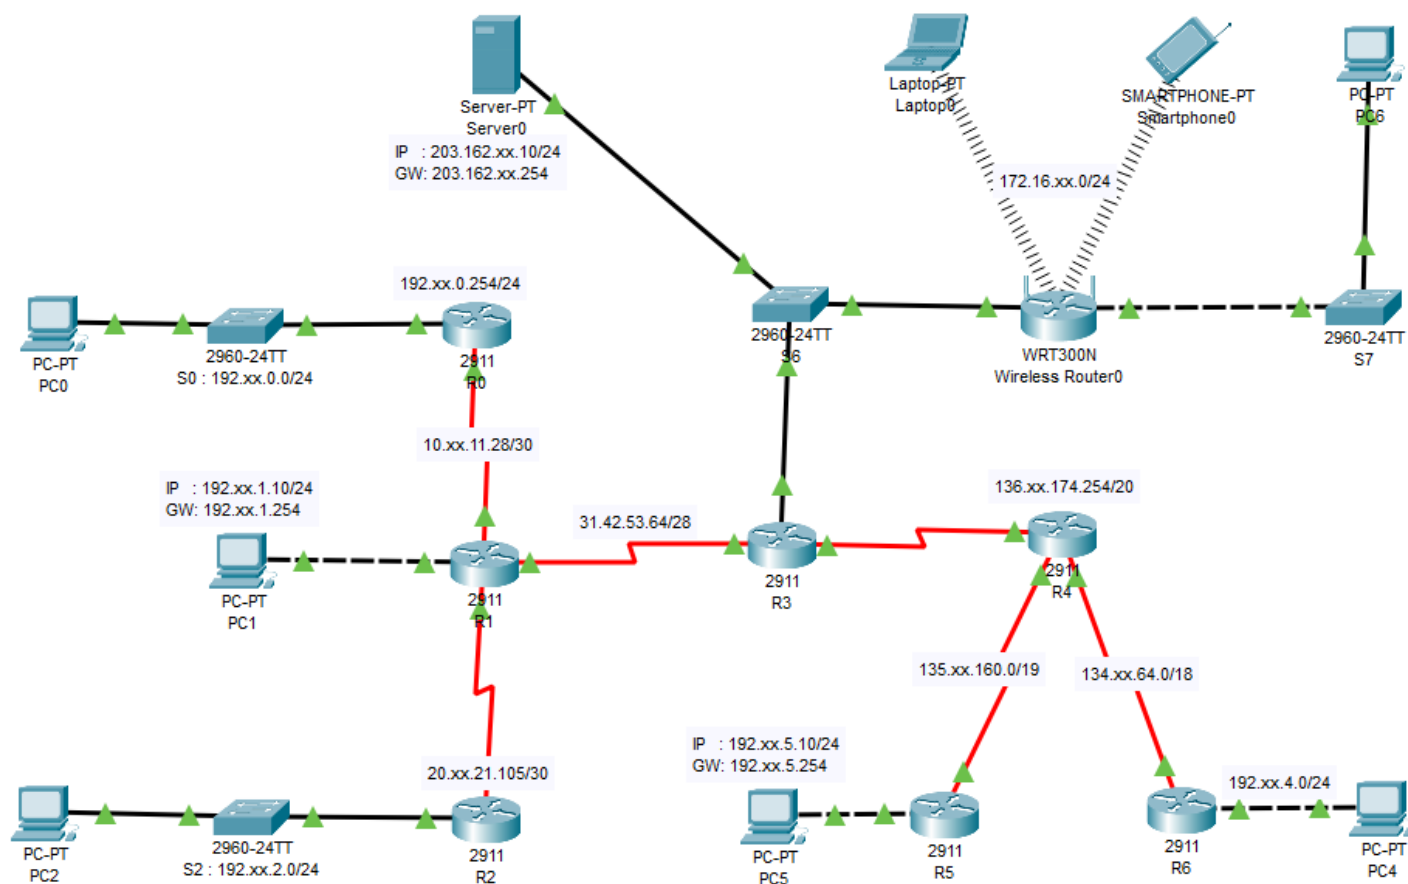 Server-PT
Server0
IP : 203.162.xx.10/24
GW: 203.162.xx.254
Laptop-PT
Laptop0
SMARTPHONE-PT
Smartphone0
PC-PT
PC6
172.16.xx.0/24
192.xx.0.254/24
PC-PT
PC0
2960-24TT
S0 : 192.xx.0.0/24
2911
R0
2960-24TT
S6
WRT300N
Wireless Router0
2960-24TT
S7
10.xx.11.28/30
IP : 192.xx.1.10/24
GW: 192.xx.1.254
PC-PT
PC1
2911
R1
31.42.53.64/28
2911
R3
136.xx.174.254/20
2911
R4
135.xx.160.0/19
134.xx.64.0/18
20.xx.21.105/30
PC-PT
PC2
2960-24TT
S2 : 192.xx.2.0/24
2911
R2
IP : 192.xx.5.10/24
GW: 192.xx.5.254
PC-PT
PC5
2911
R5
2911
R6
192.xx.4.0/24
PC-PT
PC4